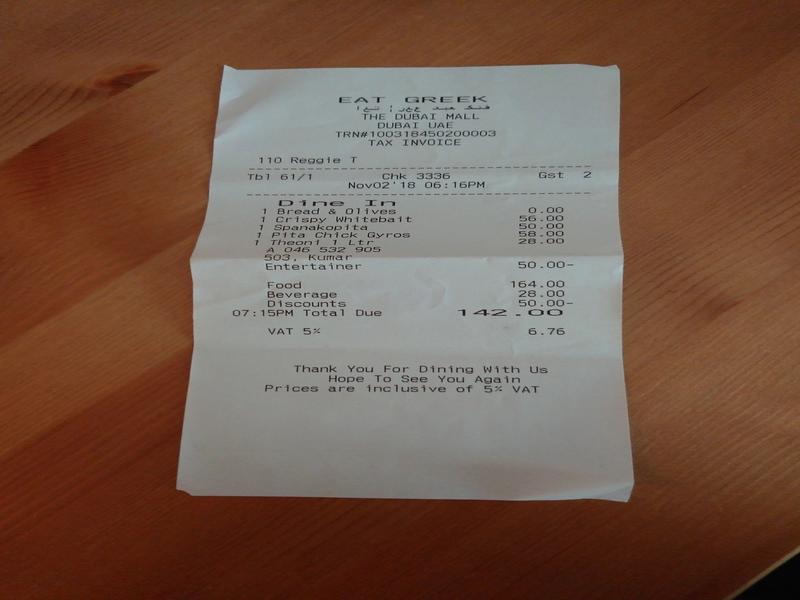 EAT GREEK
THE DUBAI MALL
DUBAI UAE
TRN#100318450200003
TAX INVOICE
110 Reggie T
Tbl 61/1 Chk 3336 Gst 2
Nov02'18 06:16PM
Dine In
1 Bread & Olives 0.00
1 Crispy Whitebait 56.00
1 Spanakopita 50.00
1 Pita Chick Gyros 58.00
1 Theoni 1 Ltr 28.00
A 046 532 905
503, Kumar
Entertainer 50.00-
Food 164.00
Beverage 28.00
Discounts 50.00-
07:15PM Total Due 142.00
VAT 5% 6.76
Thank You For Dining With Us
Hope To See You Again
Prices are inclusive of 5% VAT